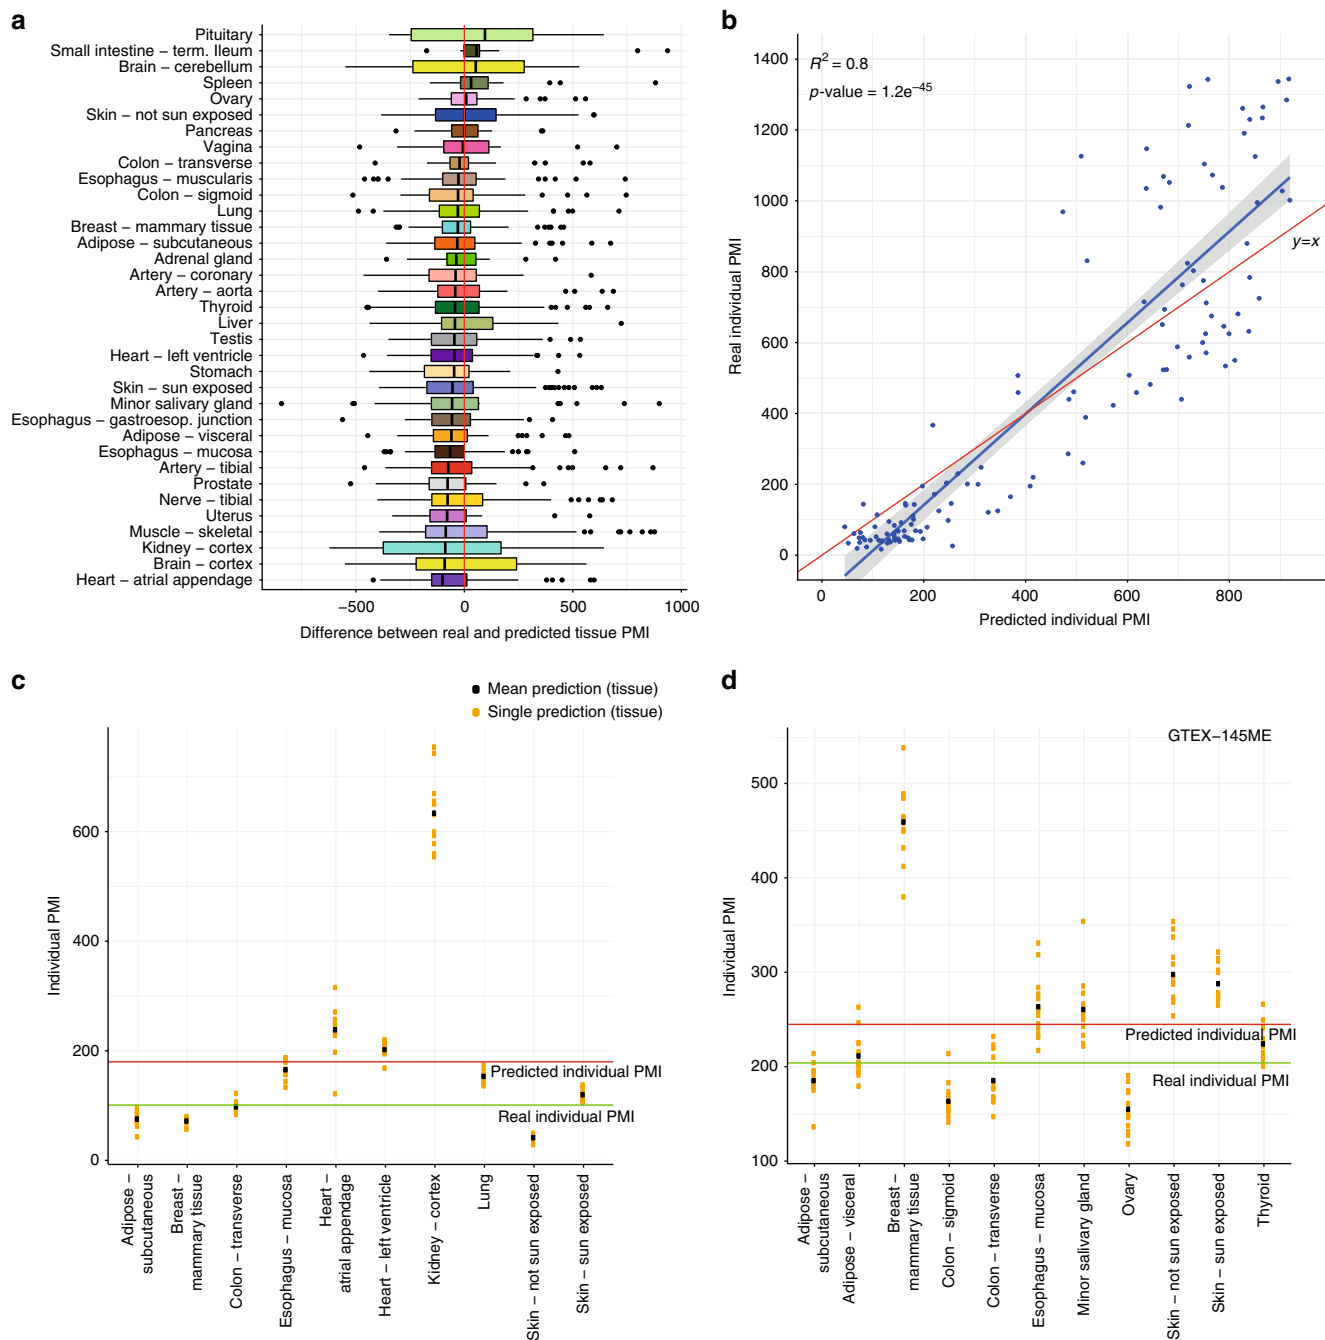 a
Pituitary
Small intestine – term. Ileum
Brain – cerebellum
Spleen
Ovary
Skin – not sun exposed
Pancreas
Vagina
Colon – transverse
Esophagus – muscularis
Colon – sigmoid
Lung
Breast – mammary tissue
Adipose – subcutaneous
Adrenal gland
Artery – coronary
Artery – aorta
Thyroid
Liver
Testis
Heart – left ventricle
Stomach
Skin – sun exposed
Minor salivary gland
Esophagus – gastroesop. junction
Adipose – visceral
Esophagus – mucosa
Artery – tibial
Prostate
Nerve – tibial
Uterus
Muscle – skeletal
Kidney – cortex
Brain – cortex
Heart – atrial appendage
−500 0 500 1000
Difference between real and predicted tissue PMI
b
R² = 0.8
p-value = 1.2e⁻⁴⁵
y=x
1400
1200
1000
800
600
400
200
0
Real individual PMI
0 200 400 600 800
Predicted individual PMI
c
Mean prediction (tissue)
Single prediction (tissue)
Individual PMI
600
400
200
0
Predicted individual PMI
Real individual PMI
Adipose –
subcutaneous
Breast –
mammary tissue
Colon – transverse
Esophagus – mucosa
Heart –
atrial appendage
Heart – left ventricle
Kidney – cortex
Lung
Skin – not sun exposed
Skin – sun exposed
d
GTEX−145ME
Individual PMI
500
400
300
200
100
Predicted individual PMI
Real individual PMI
Adipose –
subcutaneous
Adipose – visceral
Breast –
mammary tissue
Colon – sigmoid
Colon – transverse
Esophagus – mucosa
Minor salivary gland
Ovary
Skin – not sun exposed
Skin – sun exposed
Thyroid